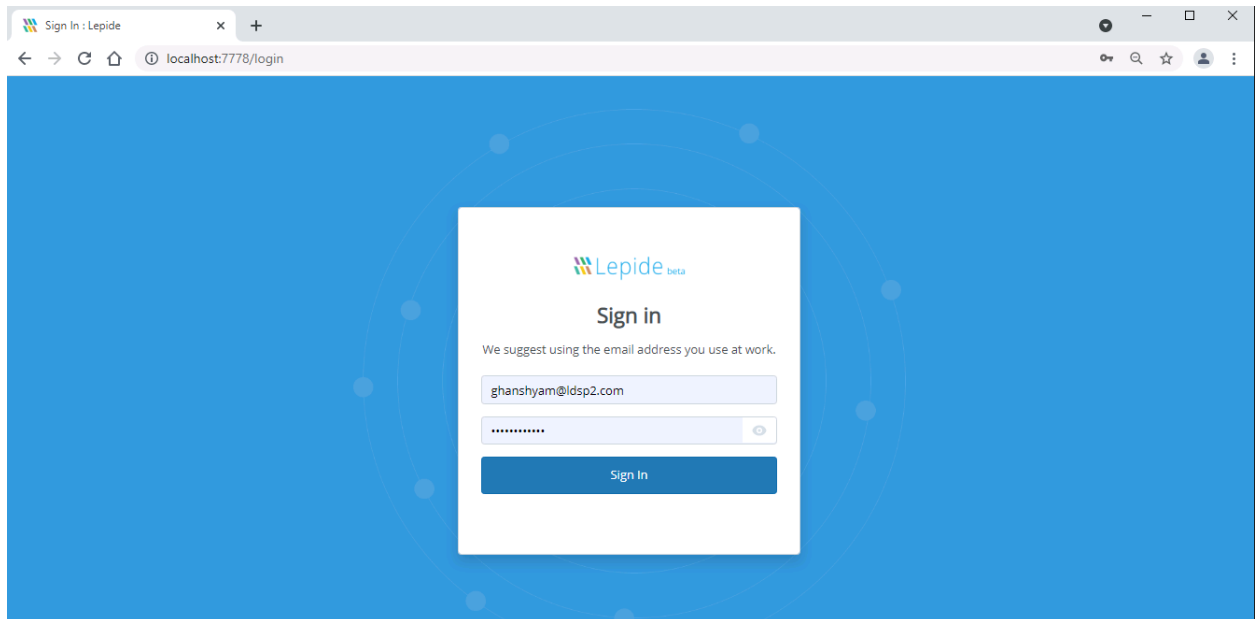 Sign In : Lepide
localhost:7778/login
Lepide beta
Sign in
We suggest using the email address you use at work.
ghanshyam@ldsp2.com
••••••••••••
Sign In